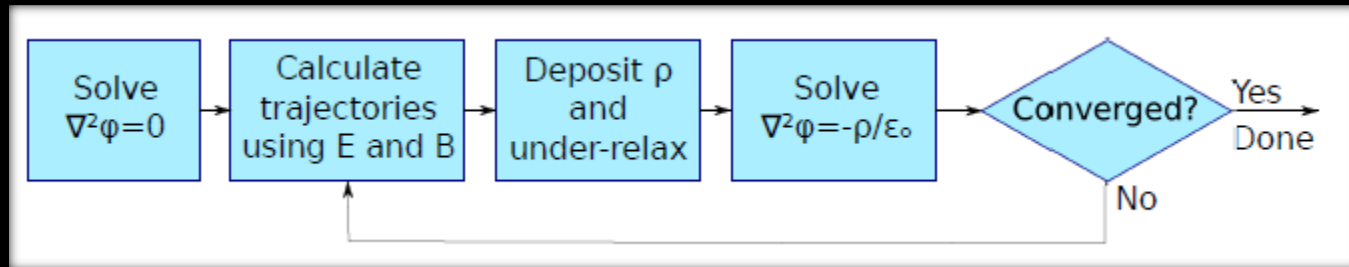 Solve
∇²φ=0
Calculate
trajectories
using E and B
Deposit ρ
and
under-relax
Solve
∇²φ=-ρ/ε₀
Converged?
Yes
Done
No